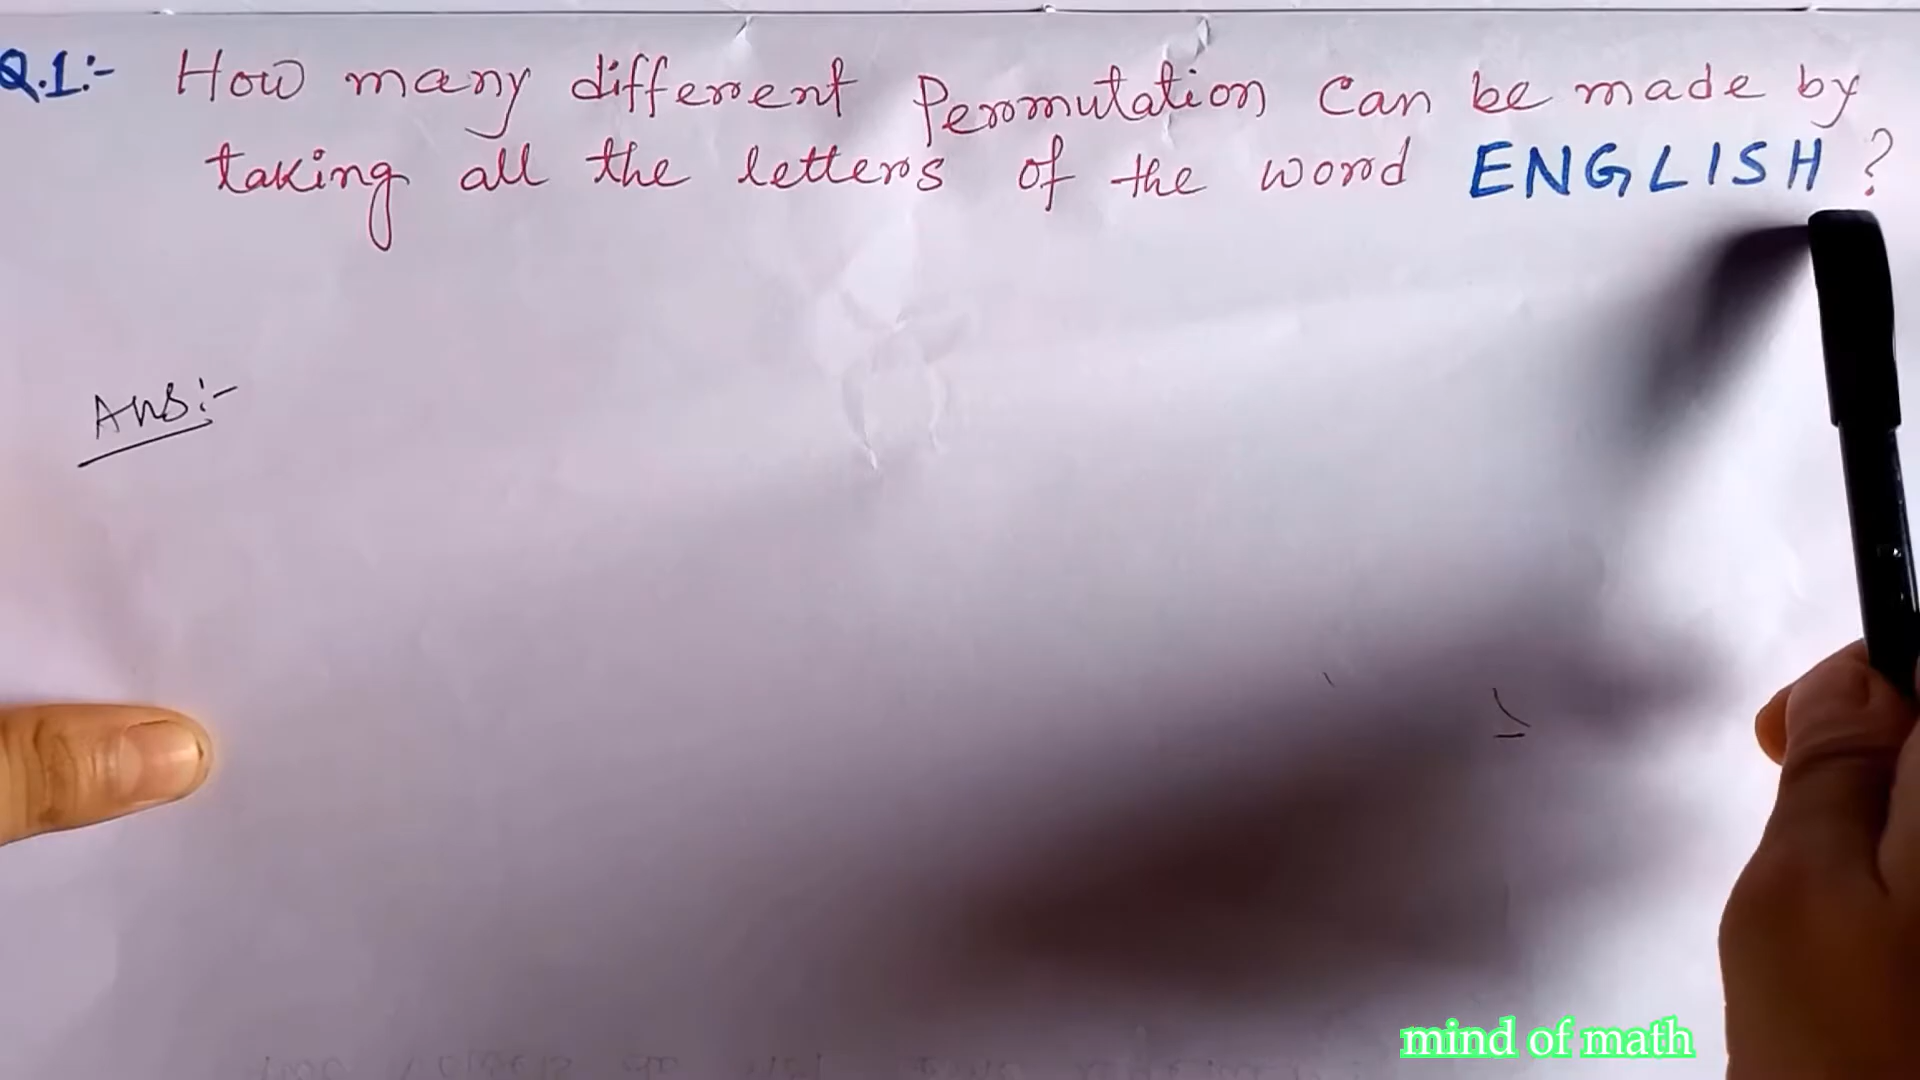 Q.1:- How many different Permutation can be made by
taking all the letters of the word ENGLISH ?
Ans:-
mind of math